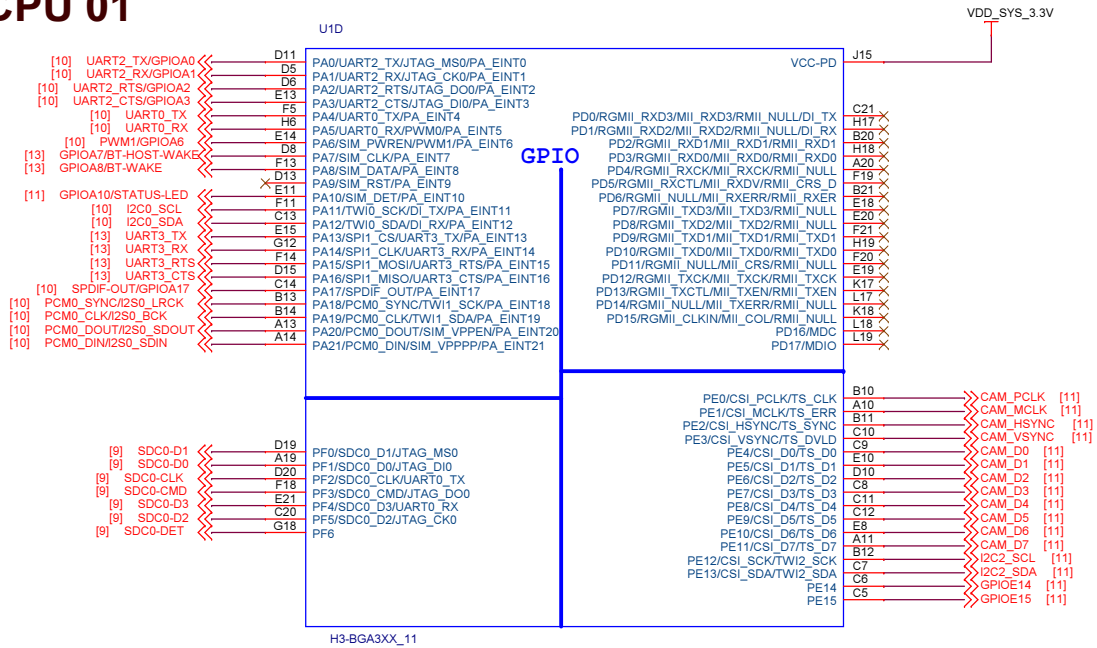 CPU 01
VDD_SYS_3.3V
U1D
GPIO
[10] UART2_TX/GPIOA0 D11 PA0/UART2_TX/JTAG_MS0/PA_EINT0
[10] UART2_RX/GPIOA1 D5 PA1/UART2_RX/JTAG_CK0/PA_EINT1
[10] UART2_RTS/GPIOA2 D6 PA2/UART2_RTS/JTAG_DO0/PA_EINT2
[10] UART2_CTS/GPIOA3 E13 PA3/UART2_CTS/JTAG_DI0/PA_EINT3
[10] UART0_TX F5 PA4/UART0_TX/PA_EINT4
[10] UART0_RX H6 PA5/UART0_RX/PWM0/PA_EINT5
[10] PWM1/GPIOA6 E14 PA6/SIM_PWREN/PWM1/PA_EINT6
[13] GPIOA7/BT-HOST-WAKE D8 PA7/SIM_CLK/PA_EINT7
[13] GPIOA8/BT-WAKE F13 PA8/SIM_DATA/PA_EINT8
D13 PA9/SIM_RST/PA_EINT9
[11] GPIOA10/STATUS-LED E11 PA10/SIM_DET/PA_EINT10
[10] I2C0_SCL F11 PA11/TWI0_SCK/DI_TX/PA_EINT11
[10] I2C0_SDA C13 PA12/TWI0_SDA/DI_RX/PA_EINT12
[13] UART3_TX E15 PA13/SPI1_CS/UART3_TX/PA_EINT13
[13] UART3_RX G12 PA14/SPI1_CLK/UART3_RX/PA_EINT14
[13] UART3_RTS F14 PA15/SPI1_MOSI/UART3_RTS/PA_EINT15
[13] UART3_CTS D15 PA16/SPI1_MISO/UART3_CTS/PA_EINT16
[10] SPDIF-OUT/GPIOA17 C14 PA17/SPDIF_OUT/PA_EINT17
[10] PCM0_SYNC/I2S0_LRCK B13 PA18/PCM0_SYNC/TWI1_SCK/PA_EINT18
[10] PCM0_CLK/I2S0_BCK B14 PA19/PCM0_CLK/TWI1_SDA/PA_EINT19
[10] PCM0_DOUT/I2S0_SDOUT A13 PA20/PCM0_DOUT/SIM_VPPEN/PA_EINT20
[10] PCM0_DIN/I2S0_SDIN A14 PA21/PCM0_DIN/SIM_VPPPP/PA_EINT21
VCC-PD J15
PD0/RGMII_RXD3/MII_RXD3/RMII_NULL/DI_TX C21
PD1/RGMII_RXD2/MII_RXD2/RMII_NULL/DI_RX H17
PD2/RGMII_RXD1/MII_RXD1/RMII_RXD1 B20
PD3/RGMII_RXD0/MII_RXD0/RMII_RXD0 H18
PD4/RGMII_RXCK/MII_RXCK/RMII_NULL A20
PD5/RGMII_RXCTL/MII_RXDV/RMII_CRS_D F19
PD6/RGMII_NULL/MII_RXERR/RMII_RXER B21
PD7/RGMII_TXD3/MII_TXD3/RMII_NULL E18
PD8/RGMII_TXD2/MII_TXD2/RMII_NULL E20
PD9/RGMII_TXD1/MII_TXD1/RMII_TXD1 F21
PD10/RGMII_TXD0/MII_TXD0/RMII_TXD0 H19
PD11/RGMII_NULL/MII_CRS/RMII_NULL F20
PD12/RGMII_TXCK/MII_TXCK/RMII_TXCK E19
PD13/RGMII_TXCTL/MII_TXEN/RMII_TXEN K17
PD14/RGMII_NULL/MII_TXERR/RMII_NULL L17
PD15/RGMII_CLKIN/MII_COL/RMII_NULL K18
PD16/MDC L18
PD17/MDIO L19
[9] SDC0-D1 D19 PF0/SDC0_D1/JTAG_MS0
[9] SDC0-D0 A19 PF1/SDC0_D0/JTAG_DI0
[9] SDC0-CLK D20 PF2/SDC0_CLK/UART0_TX
[9] SDC0-CMD F18 PF3/SDC0_CMD/JTAG_DO0
[9] SDC0-D3 E21 PF4/SDC0_D3/UART0_RX
[9] SDC0-D2 C20 PF5/SDC0_D2/JTAG_CK0
[9] SDC0-DET G18 PF6
PE0/CSI_PCLK/TS_CLK B10 CAM_PCLK [11]
PE1/CSI_MCLK/TS_ERR A10 CAM_MCLK [11]
PE2/CSI_HSYNC/TS_SYNC B11 CAM_HSYNC [11]
PE3/CSI_VSYNC/TS_DVLD C10 CAM_VSYNC [11]
PE4/CSI_D0/TS_D0 C9 CAM_D0 [11]
PE5/CSI_D1/TS_D1 E10 CAM_D1 [11]
PE6/CSI_D2/TS_D2 D10 CAM_D2 [11]
PE7/CSI_D3/TS_D3 C8 CAM_D3 [11]
PE8/CSI_D4/TS_D4 C11 CAM_D4 [11]
PE9/CSI_D5/TS_D5 C12 CAM_D5 [11]
PE10/CSI_D6/TS_D6 E8 CAM_D6 [11]
PE11/CSI_D7/TS_D7 A11 CAM_D7 [11]
PE12/CSI_SCK/TWI2_SCK B12 I2C2_SCL [11]
PE13/CSI_SDA/TWI2_SDA C7 I2C2_SDA [11]
PE14 C6 GPIOE14 [11]
PE15 C5 GPIOE15 [11]
H3-BGA3XX_11